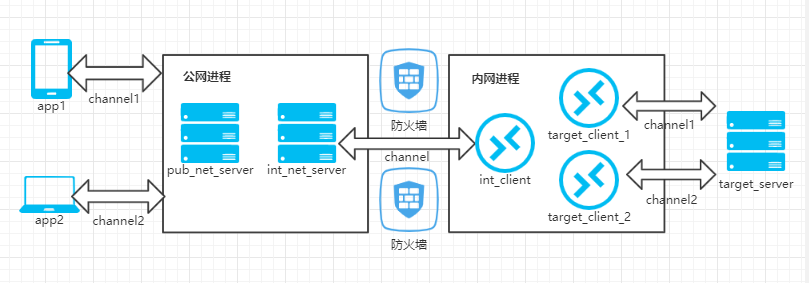 app1
channel1
app2
channel2
公网进程
pub_net_server
int_net_server
防火墙
channel
防火墙
内网进程
int_client
target_client_1
target_client_2
channel1
channel2
target_server